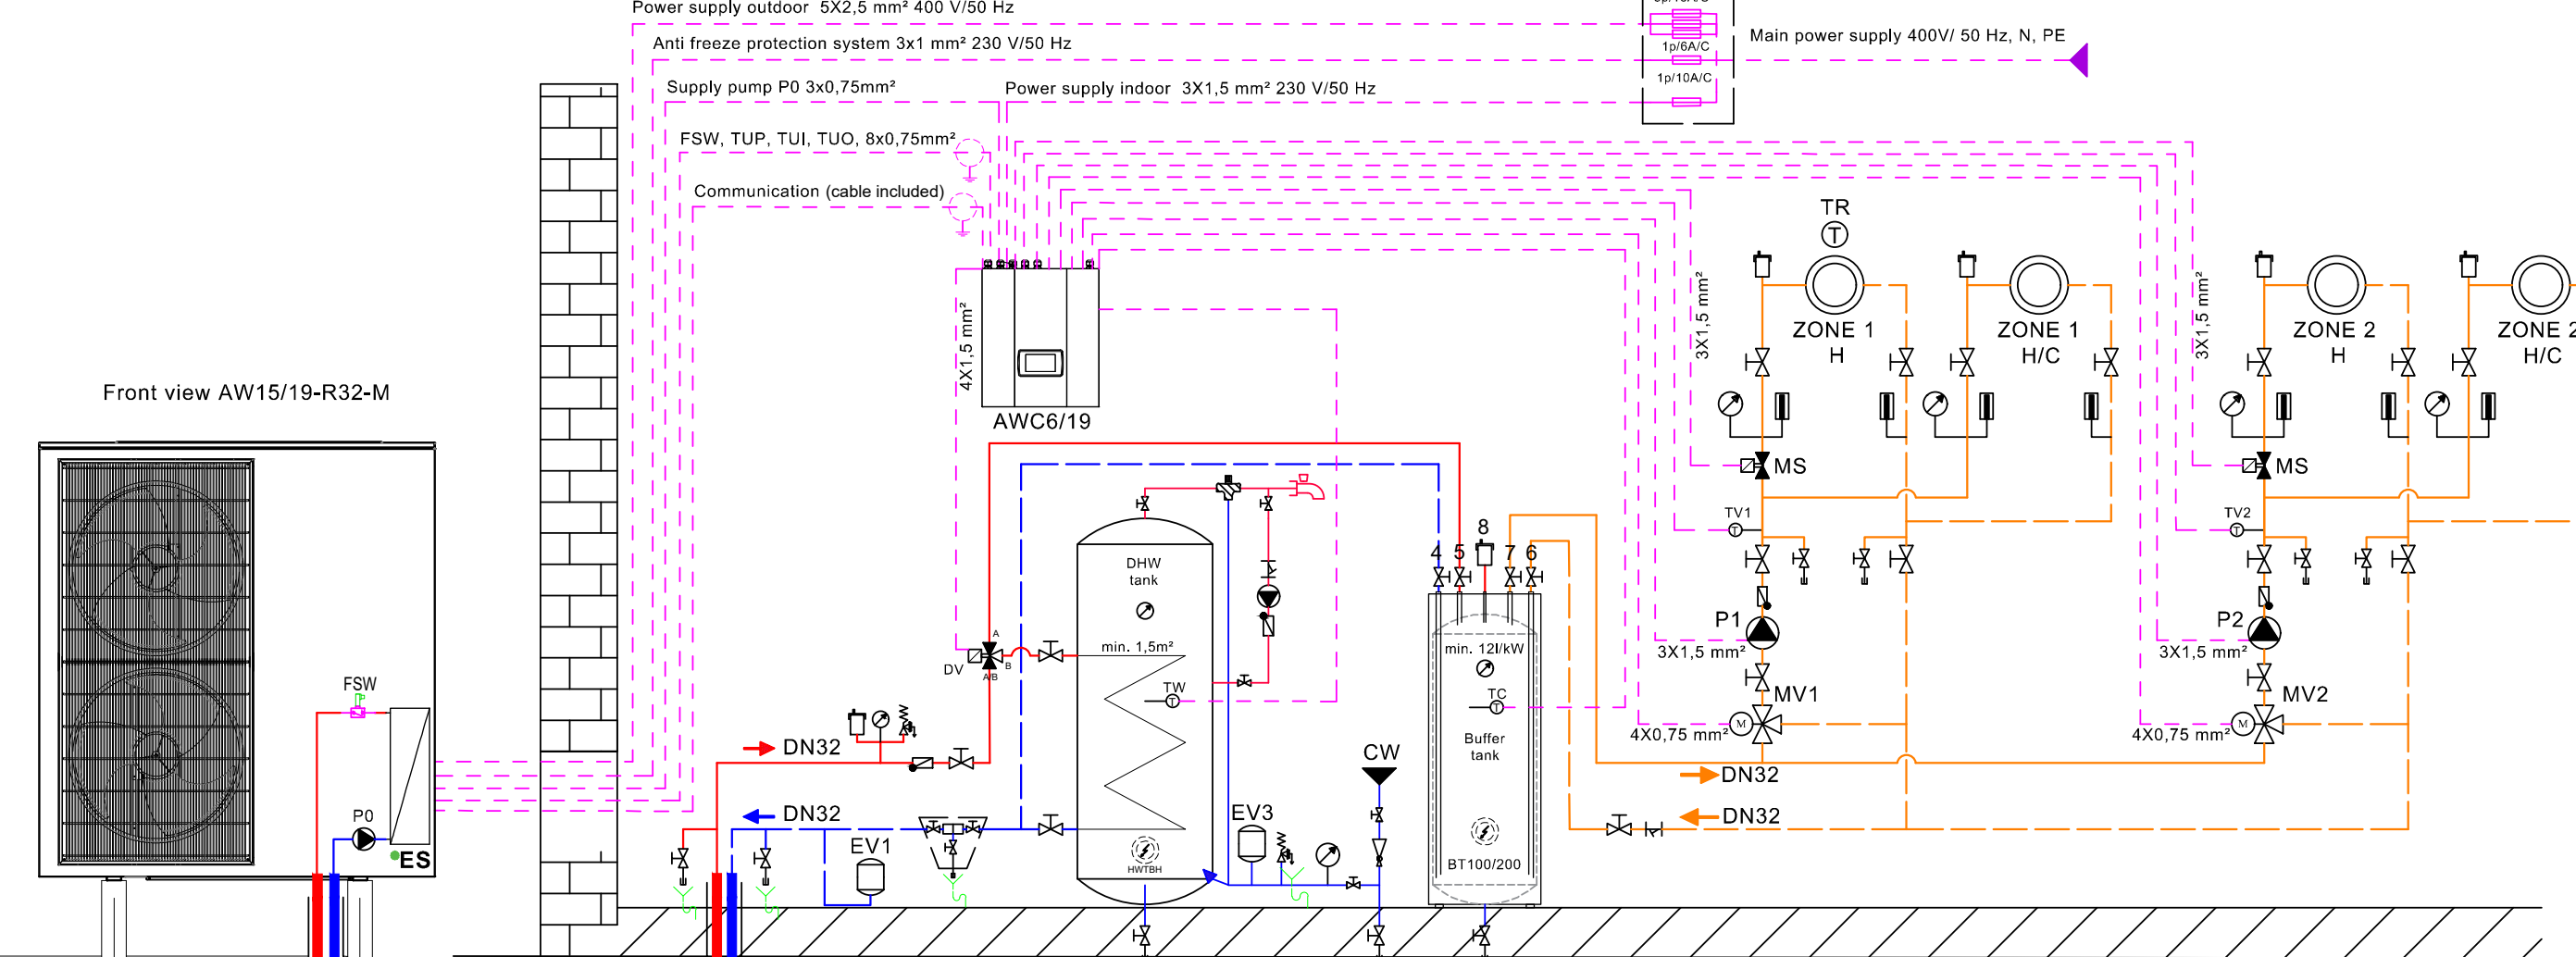 Power supply outdoor 5X2,5 mm² 400 V/50 Hz
Anti freeze protection system 3x1 mm² 230 V/50 Hz
1p/6A/C
Main power supply 400V/ 50 Hz, N, PE
1p/10A/C
Supply pump P0 3x0,75mm²
Power supply indoor 3X1,5 mm² 230 V/50 Hz
FSW, TUP, TUI, TUO, 8x0,75mm²
Communication (cable included)
TR
T
3X1,5 mm²
3X1,5 mm²
4X1,5 mm²
ZONE 1
H
ZONE 1
H/C
ZONE 2
H
ZONE 2
H/C
Front view AW15/19-R32-M
AWC6/19
MS
MS
TV1
T
TV2
T
8
4 5 7 6
DHW
tank
min. 1,5m²
A
B
A/B
DV
TW
T
min. 12l/kW
TC
T
Buffer
tank
BT100/200
P1
3X1,5 mm²
P2
3X1,5 mm²
MV1
M
4X0,75 mm²
MV2
M
4X0,75 mm²
FSW
P0
ES
DN32
DN32
CW
DN32
DN32
EV1
EV3
HWTBH